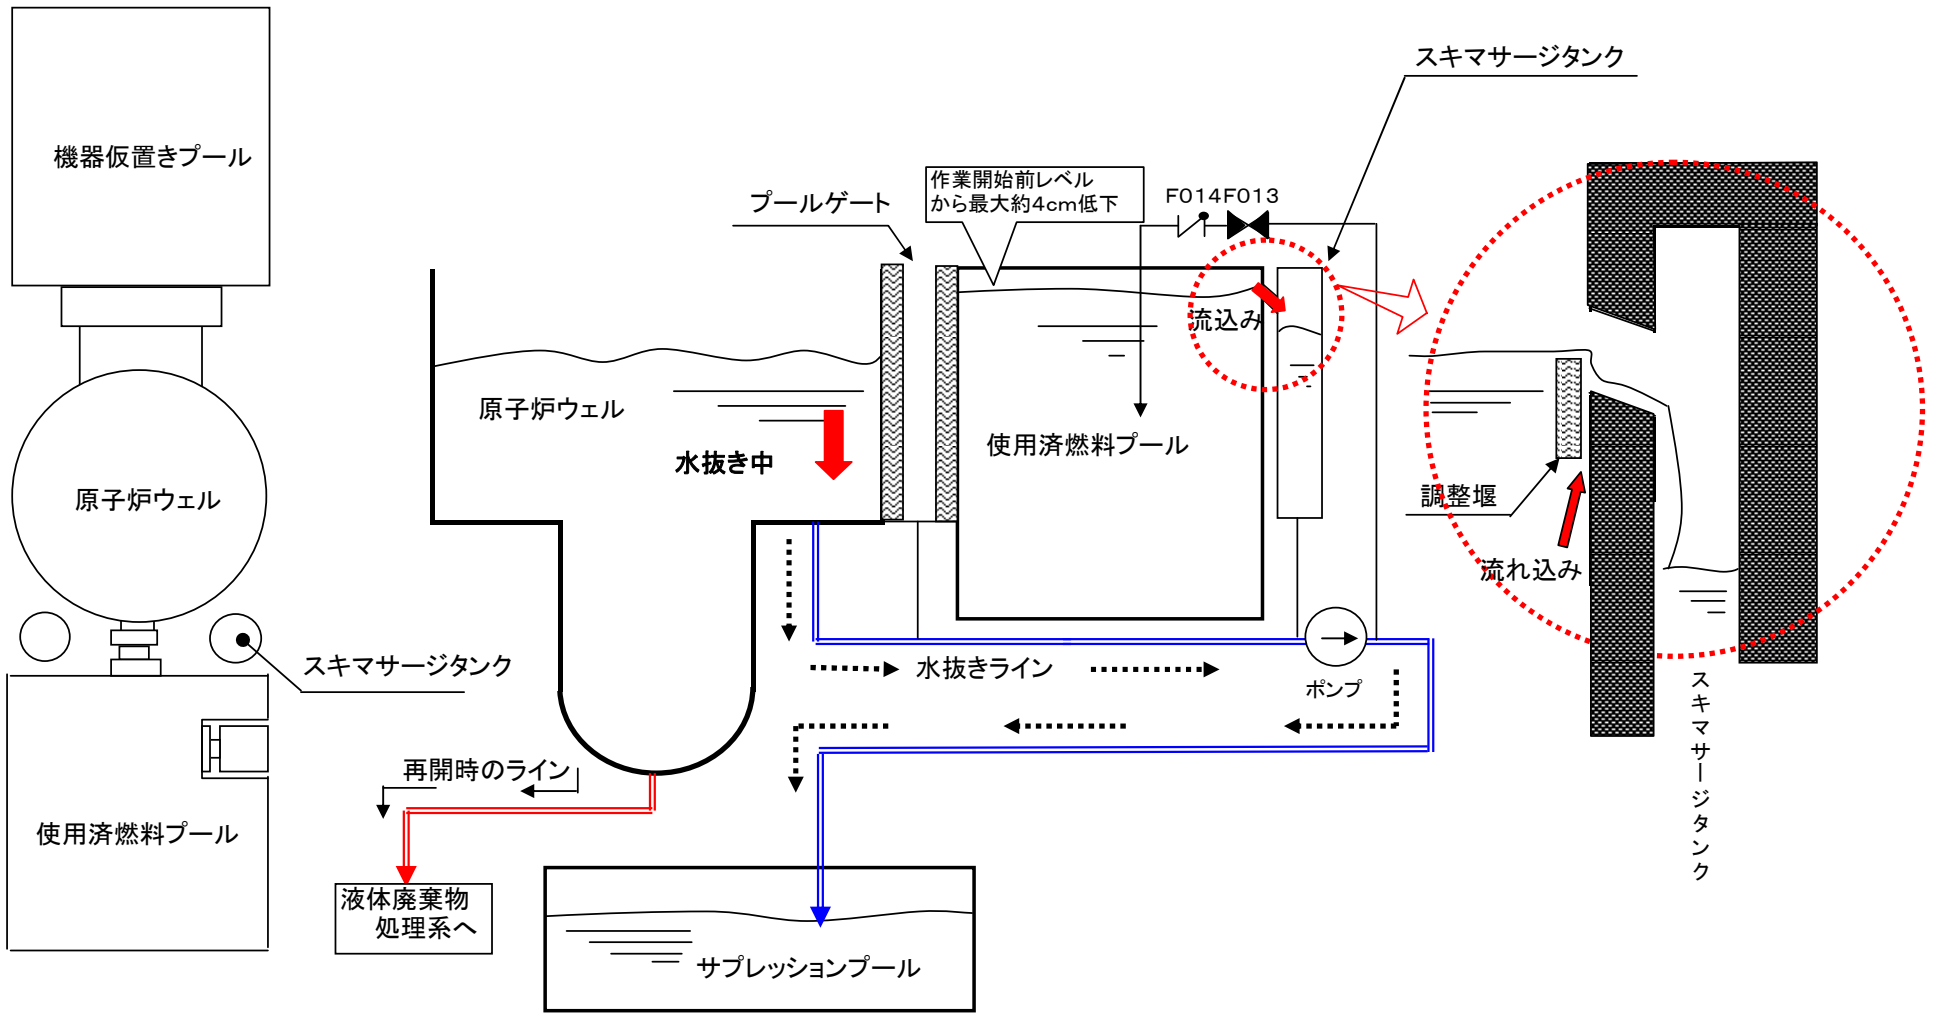 スキマサージタンク
機器仮置きプール
作業開始前レベル
から最大約4cm低下
F014F013
プールゲート
流込み
原子炉ウェル
使用済燃料プール
水抜き中
原子炉ウェル
調整堰
流れ込み
スキマサージタンク
水抜きライン
ポンプ
スキマサージタンク
再開時のライン
使用済燃料プール
液体廃棄物
処理系へ
サプレッションプール